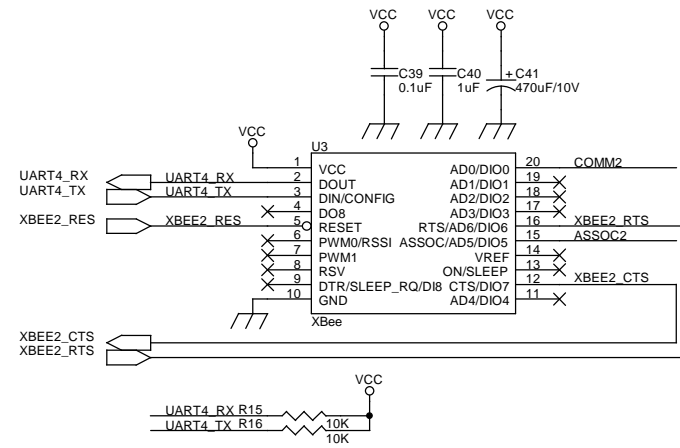 VCC VCC VCC
C39 C40 + C41
0.1uF 1uF 470uF/10V
VCC
U3
1 VCC AD0/DIO0 20 COMM2
UART4_RX UART4_RX 2 DOUT AD1/DIO1 19
UART4_TX UART4_TX 3 DIN/CONFIG AD2/DIO2 18
4 DO8 AD3/DIO3 17
XBEE2_RES XBEE2_RES 5 RESET RTS/AD6/DIO6 16 XBEE2_RTS
6 PWM0/RSSI ASSOC/AD5/DIO5 15 ASSOC2
7 PWM1 VREF 14
8 RSV ON/SLEEP 13
9 DTR/SLEEP_RQ/DI8 CTS/DIO7 12 XBEE2_CTS
10 GND AD4/DIO4 11
XBee
XBEE2_CTS
XBEE2_RTS
VCC
UART4_RX R15 10K
UART4_TX R16 10K